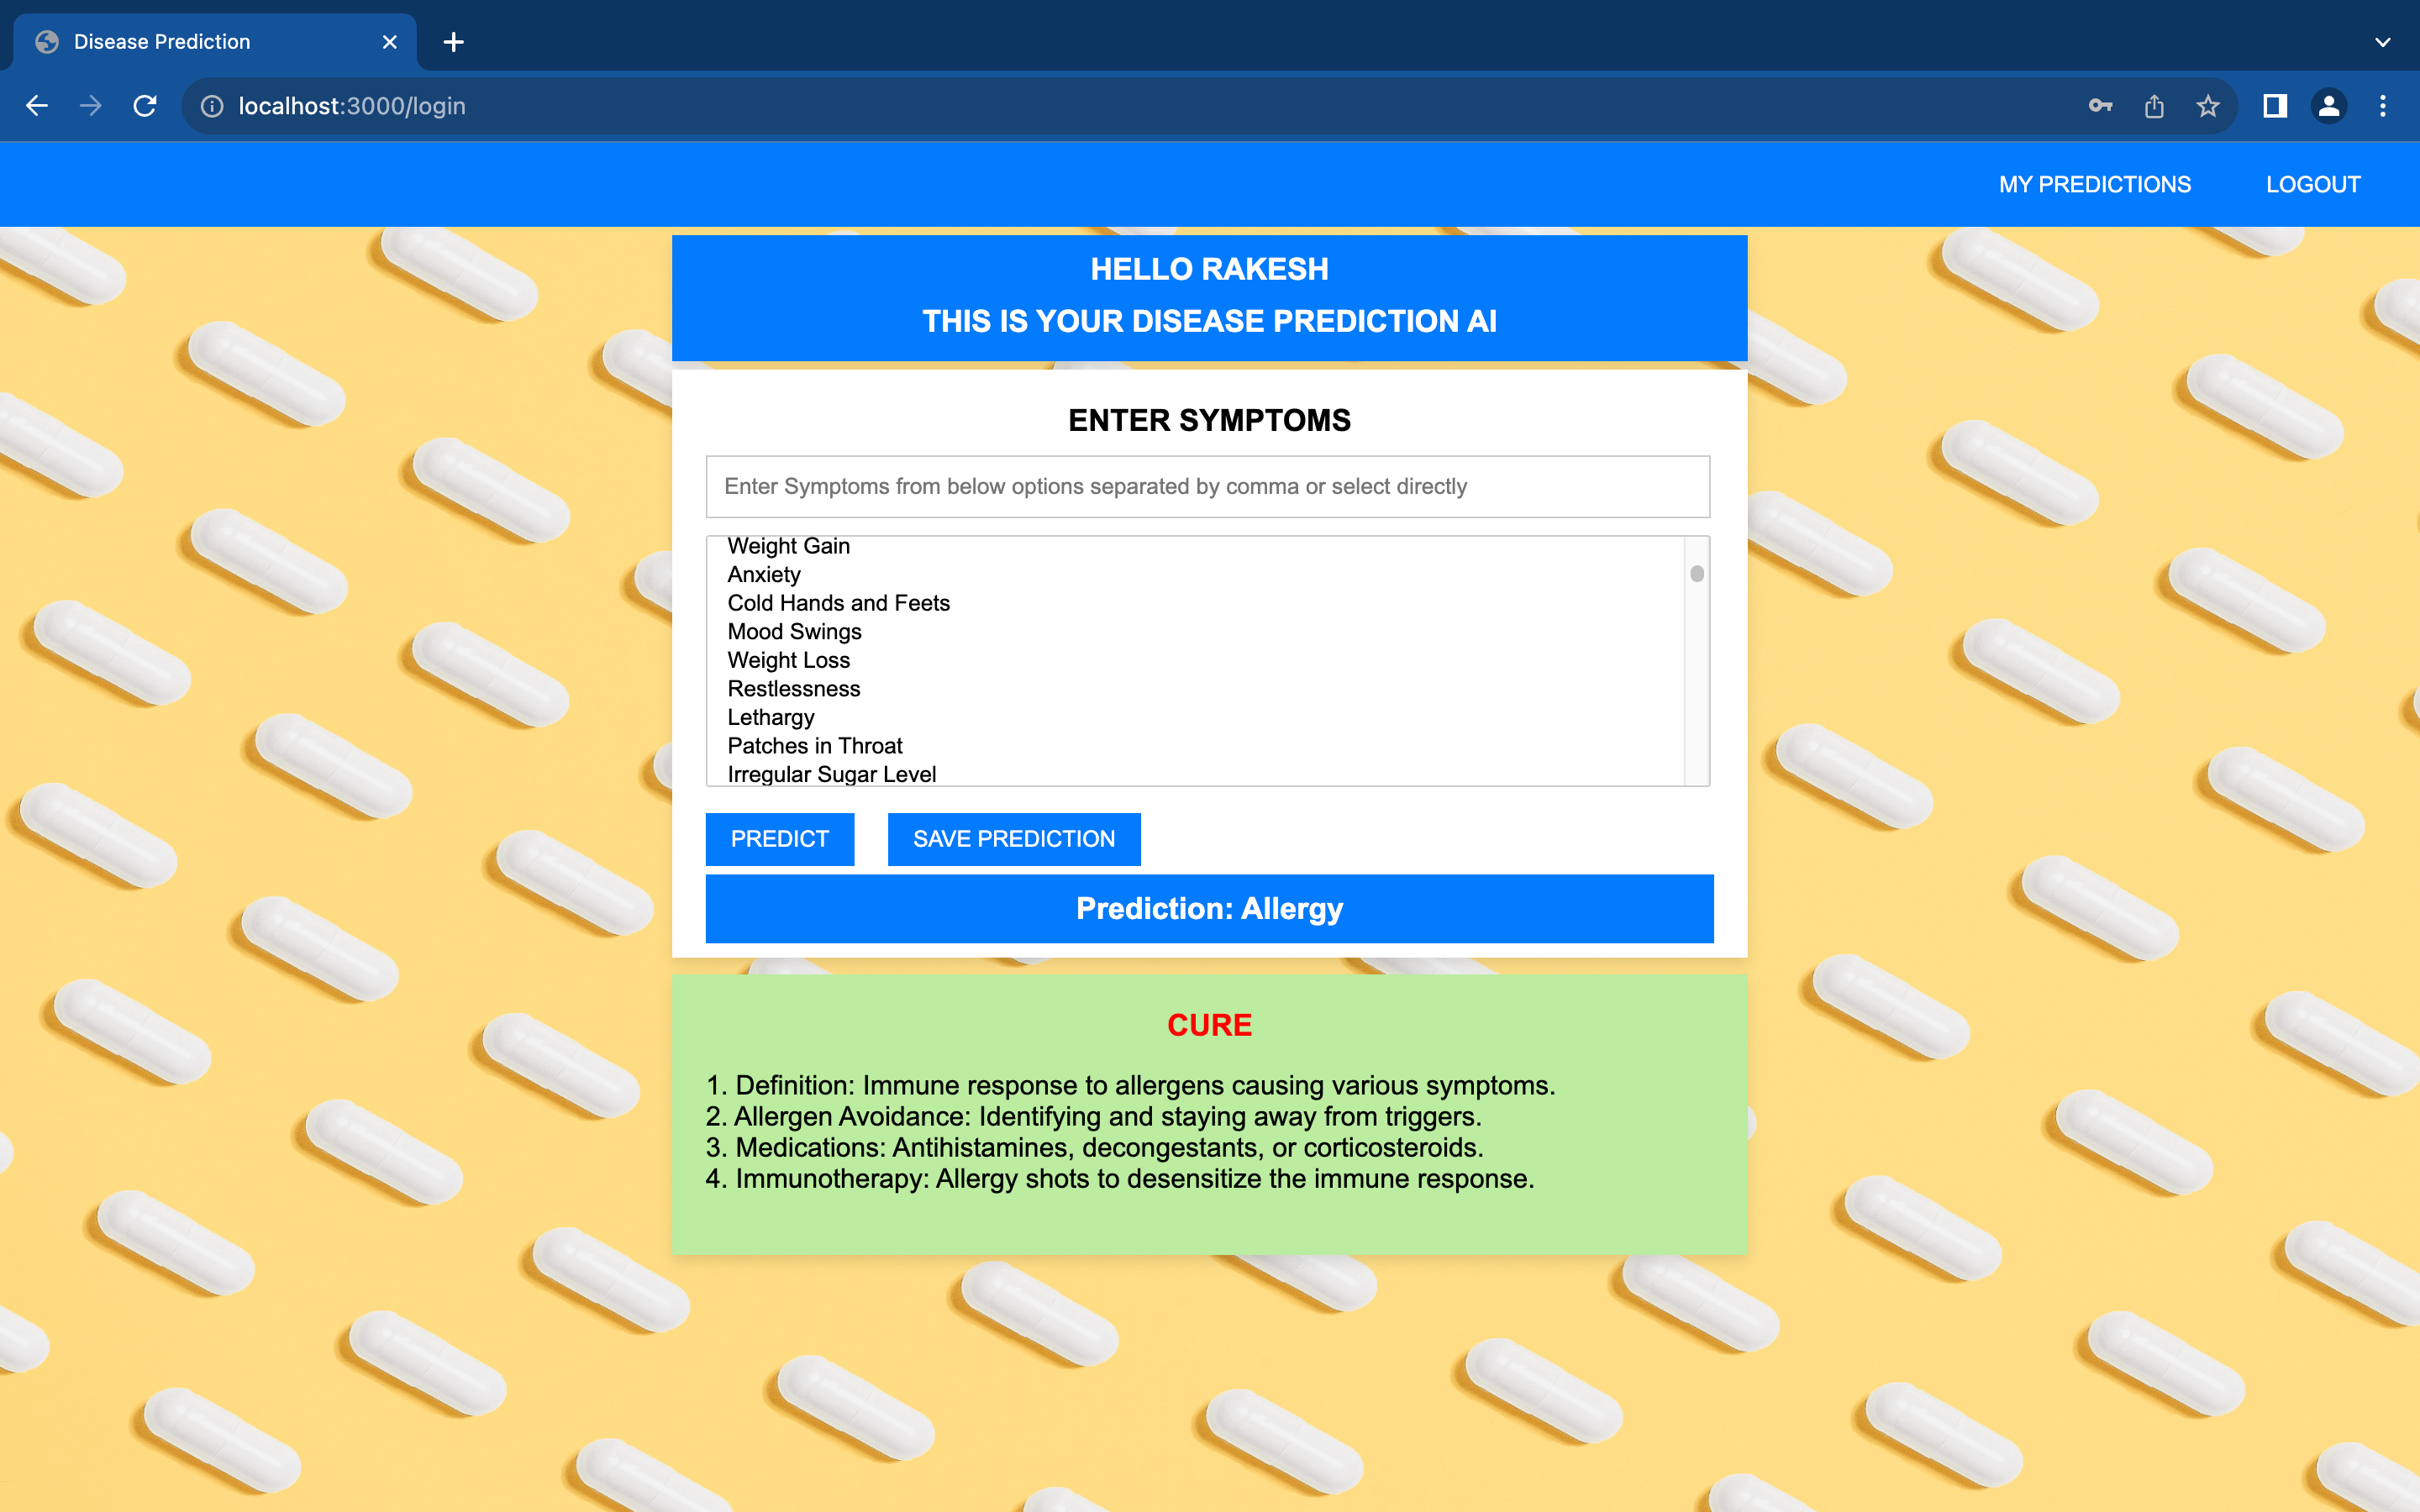 Disease Prediction
localhost:3000/login
MY PREDICTIONS LOGOUT
HELLO RAKESH
THIS IS YOUR DISEASE PREDICTION AI
ENTER SYMPTOMS
Enter Symptoms from below options separated by comma or select directly
Weight Gain
Anxiety
Cold Hands and Feets
Mood Swings
Weight Loss
Restlessness
Lethargy
Patches in Throat
Irregular Sugar Level
PREDICT SAVE PREDICTION
Prediction: Allergy
CURE
1. Definition: Immune response to allergens causing various symptoms.
2. Allergen Avoidance: Identifying and staying away from triggers.
3. Medications: Antihistamines, decongestants, or corticosteroids.
4. Immunotherapy: Allergy shots to desensitize the immune response.